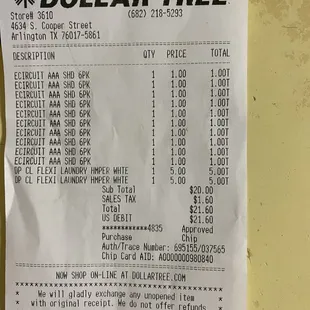 DOLLAR TREE
Store# 3610 (682) 218-5293
4634 S. Cooper Street
Arlington TX 76017-5861
DESCRIPTION QTY PRICE TOTAL
ECIRCUIT AAA SHD 6PK 1 1.00 1.00T
ECIRCUIT AAA SHD 6PK 1 1.00 1.00T
ECIRCUIT AAA SHD 6PK 1 1.00 1.00T
ECIRCUIT AAA SHD 6PK 1 1.00 1.00T
ECIRCUIT AAA SHD 6PK 1 1.00 1.00T
ECIRCUIT AAA SHD 6PK 1 1.00 1.00T
ECIRCUIT AAA SHD 6PK 1 1.00 1.00T
ECIRCUIT AAA SHD 6PK 1 1.00 1.00T
ECIRCUIT AAA SHD 6PK 1 1.00 1.00T
ECIRCUIT AAA SHD 6PK 1 1.00 1.00T
DP CL FLEXI LAUNDRY HMPER WHTE 1 5.00 5.00T
DP CL FLEXI LAUNDRY HMPER WHTE 1 5.00 5.00T
Sub Total $20.00
SALES TAX $1.60
Total $21.60
US DEBIT $21.60
************4835 Approved
Purchase Chip
Auth/Trace Number: 695155/037565
Chip Card AID: A0000000980840
NOW SHOP ON-LINE AT DOLLARTREE.COM
* We will gladly exchange any unopened item *
* with original receipt. We do not offer refunds *